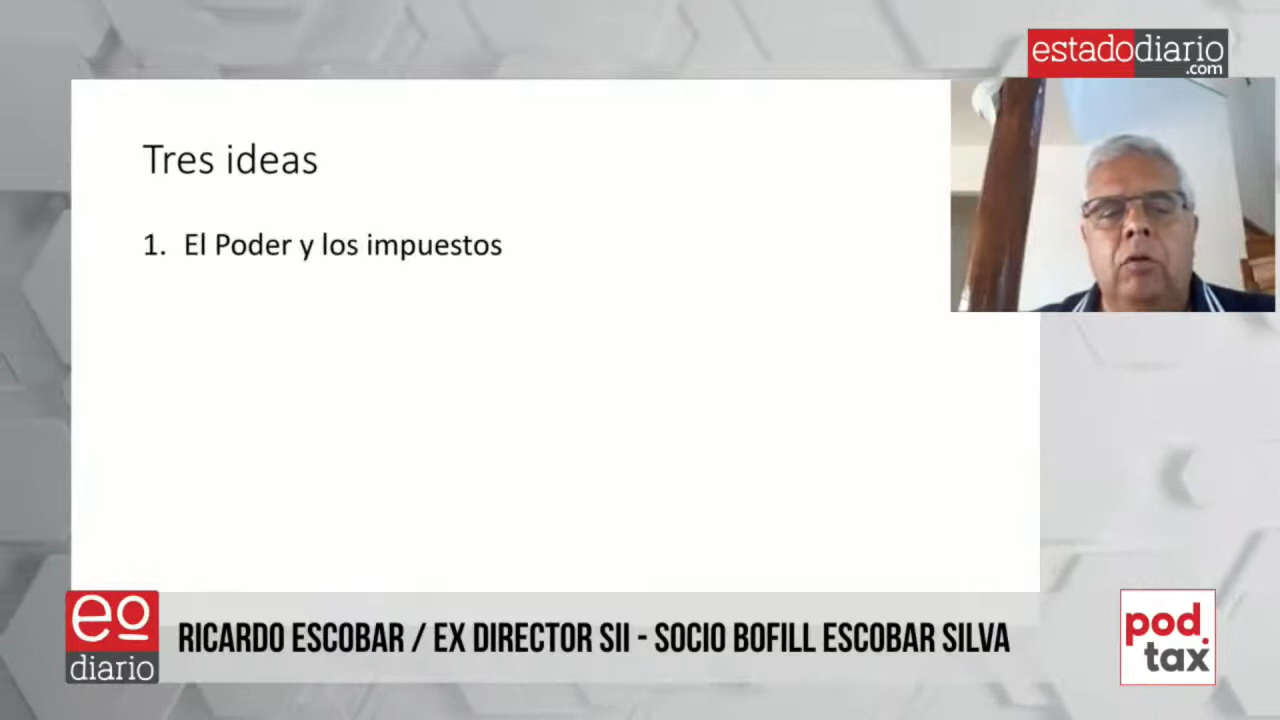 estadodiario
.com
Tres ideas
1. El Poder y los impuestos
eo
diario
RICARDO ESCOBAR / EX DIRECTOR SII - SOCIO BOFILL ESCOBAR SILVA
pod.
tax